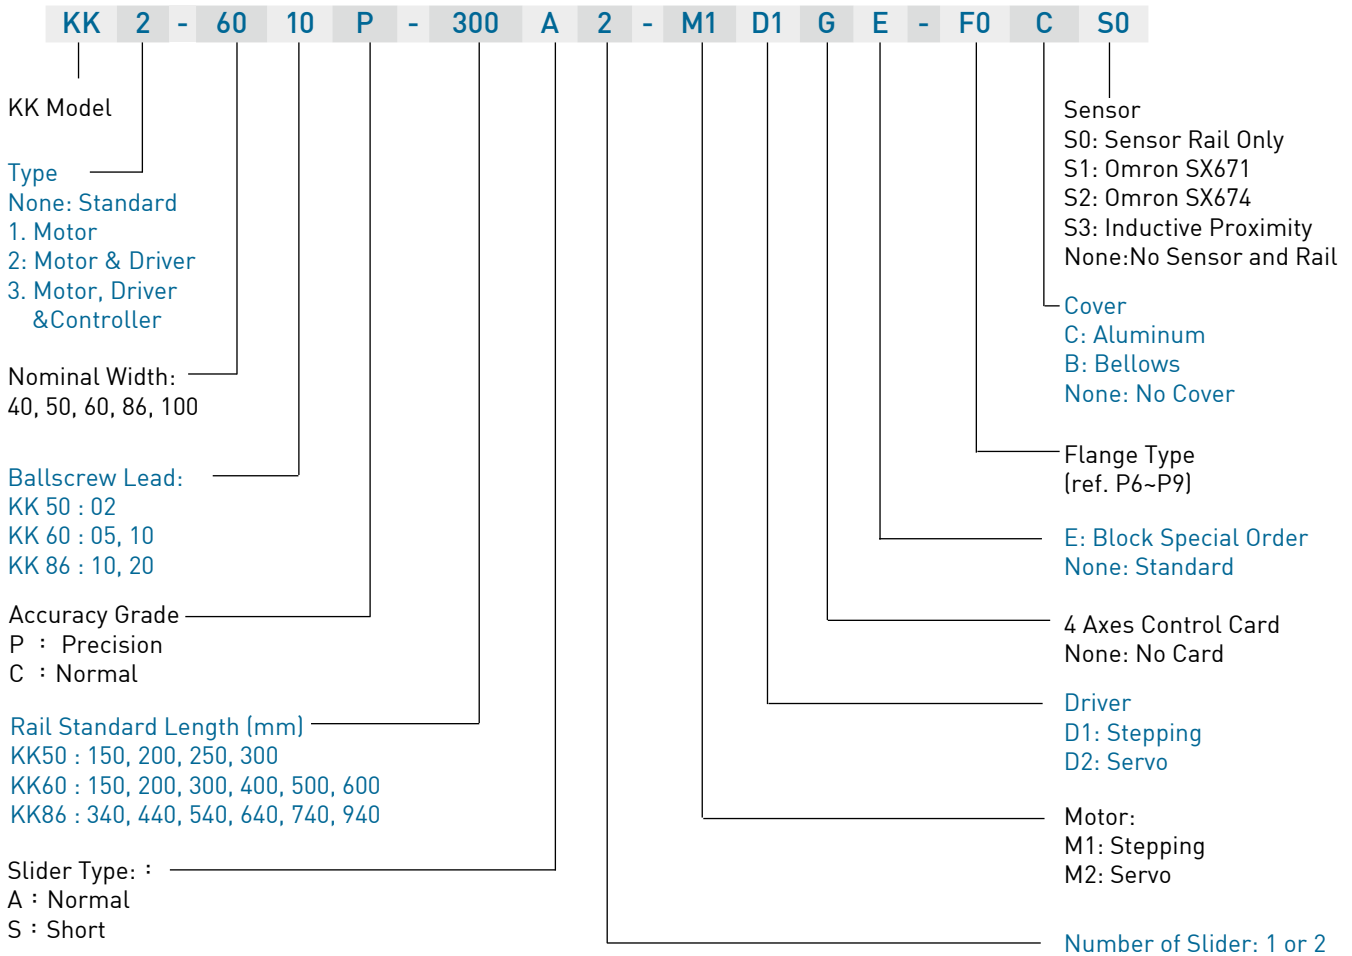 KK 2 - 60 10 P - 300 A 2 - M1 D1 G E - F0 C S0
KK Model
Type
None: Standard
1. Motor
2: Motor & Driver
3. Motor, Driver
&Controller
Nominal Width:
40, 50, 60, 86, 100
Ballscrew Lead:
KK 50 : 02
KK 60 : 05, 10
KK 86 : 10, 20
Accuracy Grade
P : Precision
C : Normal
Rail Standard Length (mm)
KK50 : 150, 200, 250, 300
KK60 : 150, 200, 300, 400, 500, 600
KK86 : 340, 440, 540, 640, 740, 940
Slider Type: :
A : Normal
S : Short
Sensor
S0: Sensor Rail Only
S1: Omron SX671
S2: Omron SX674
S3: Inductive Proximity
None:No Sensor and Rail
Cover
C: Aluminum
B: Bellows
None: No Cover
Flange Type
(ref. P6~P9)
E: Block Special Order
None: Standard
4 Axes Control Card
None: No Card
Driver
D1: Stepping
D2: Servo
Motor:
M1: Stepping
M2: Servo
Number of Slider: 1 or 2